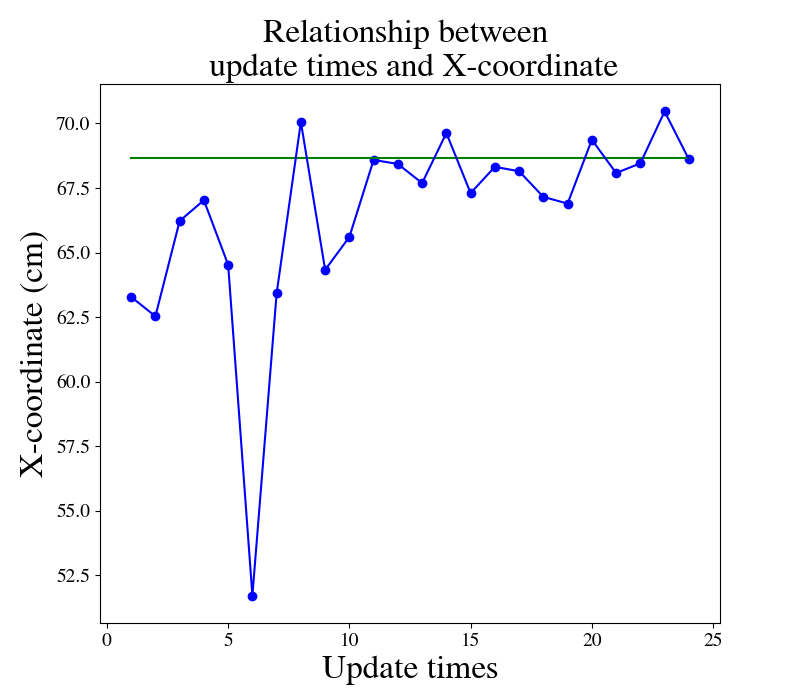 Relationship between
update times and X-coordinate
X-coordinate (cm)
70.0
67.5
65.0
62.5
60.0
57.5
55.0
52.5
0 5 10 15 20 25
Update times